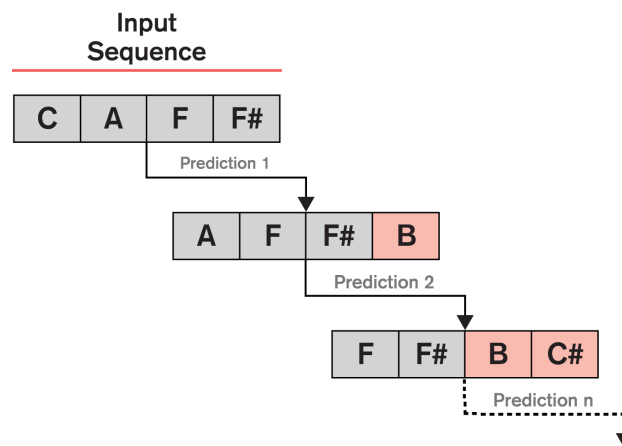 Input
Sequence
C A F F#
Prediction 1
A F F# B
Prediction 2
F F# B C#
Prediction n